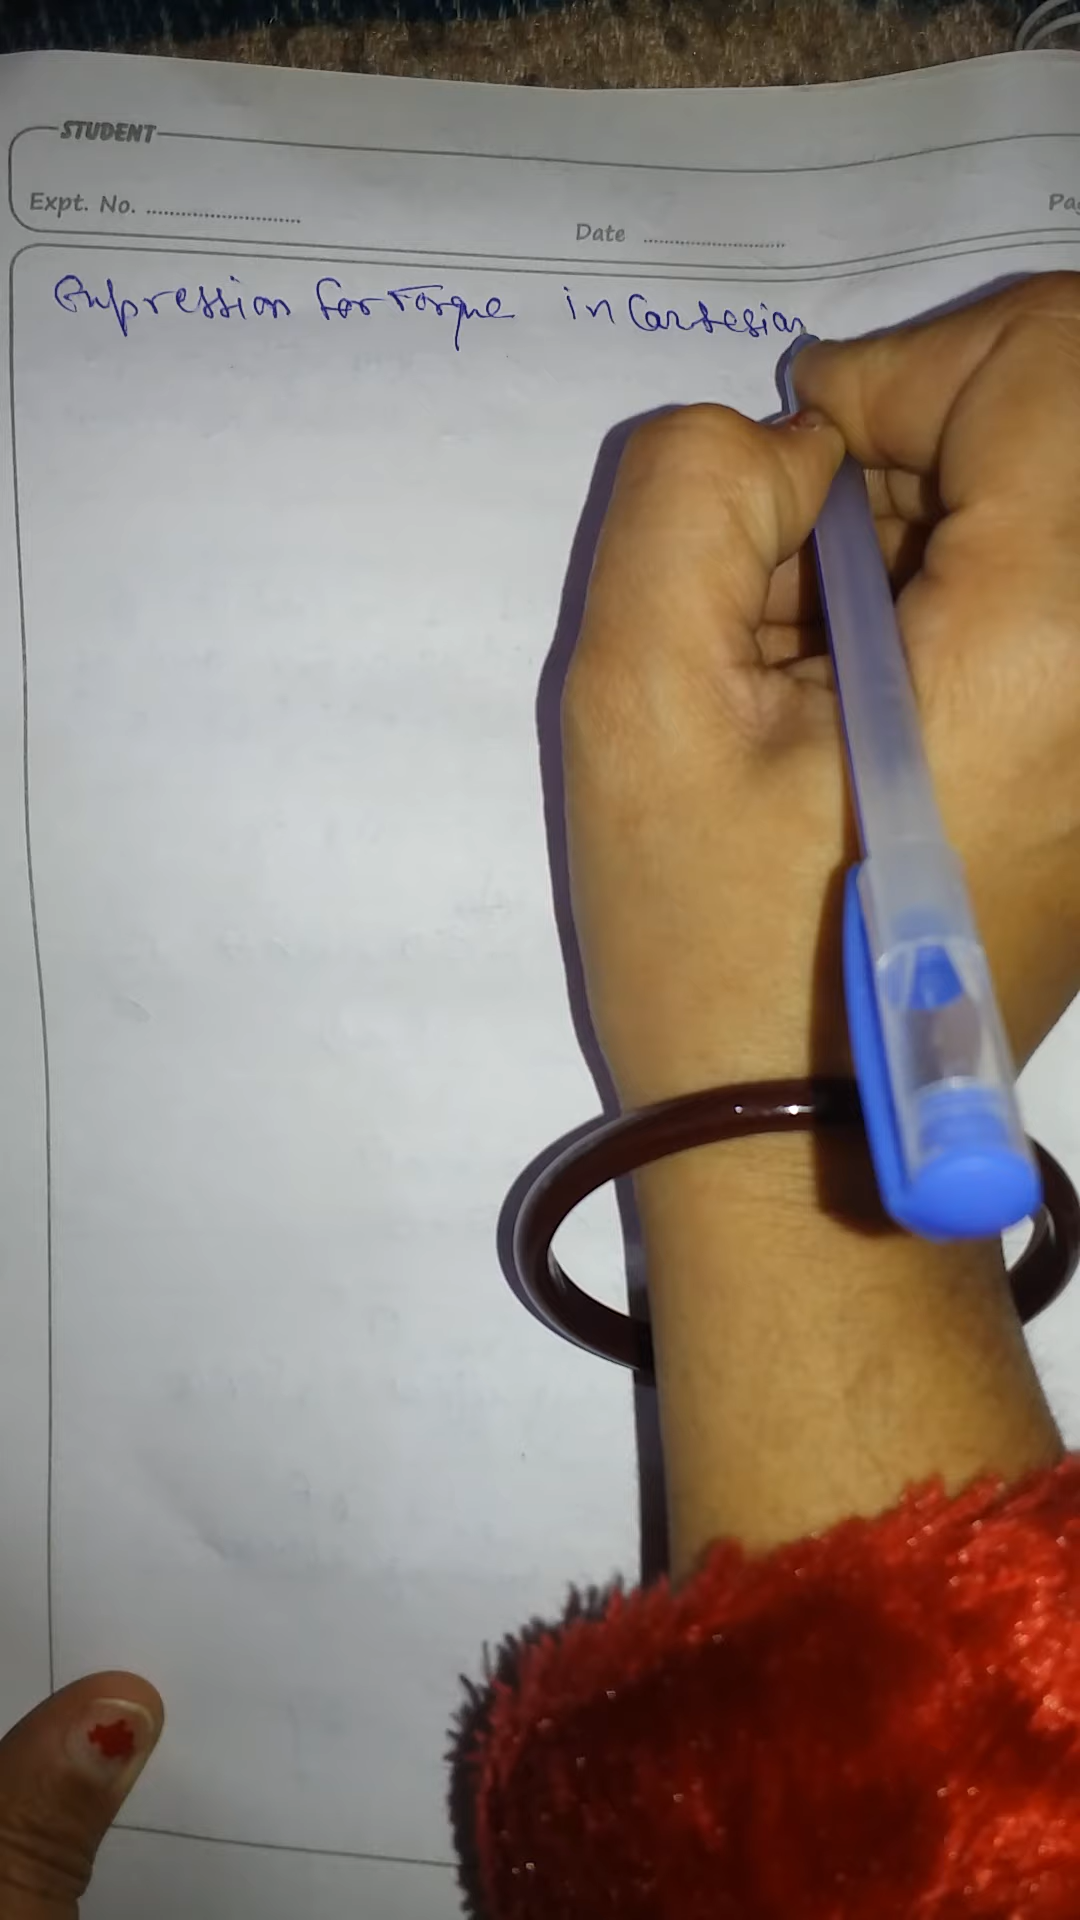 STUDENT
Expt. No. ........................
Date ........................
Expression for Torque in Cartesian